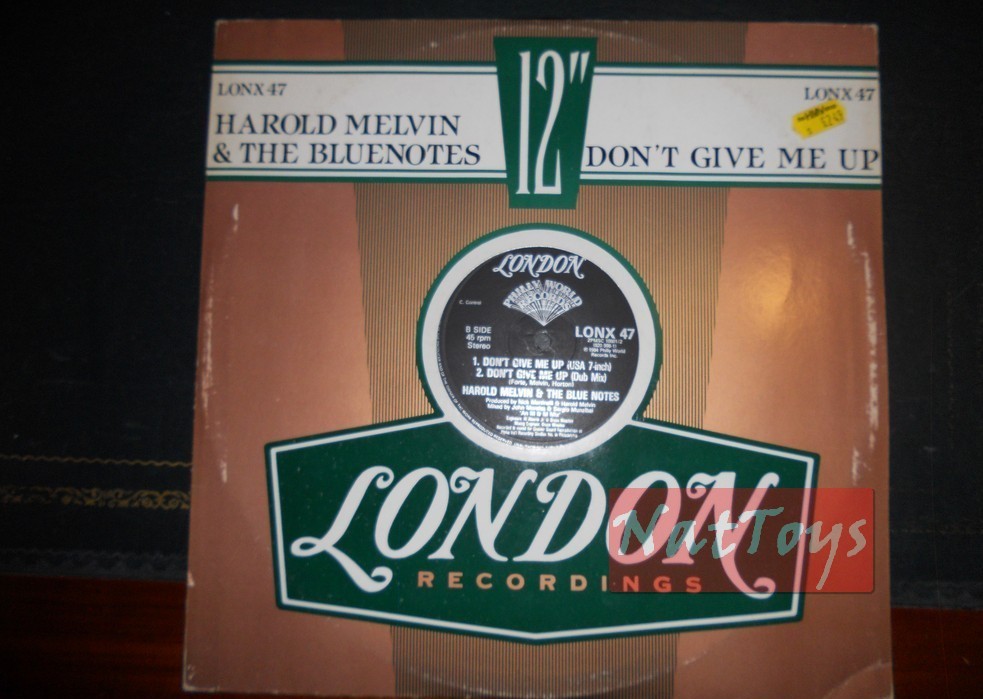 LONX 47
LONX 47
12"
HAROLD MELVIN
& THE BLUENOTES
DON'T GIVE ME UP
LONDON
PHILLY WORLD
RECORDS
B SIDE
45 rpm
Stereo
LONX 47
1. DON'T GIVE ME UP (USA 7-inch)
2. DON'T GIVE ME UP (Dub Mix)
HAROLD MELVIN & THE BLUE NOTES
LONDON
RECORDINGS
NatToys